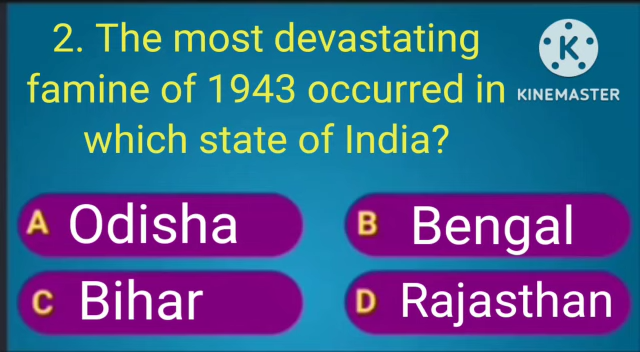 2. The most devastating
famine of 1943 occurred in
which state of India?
K
KINEMASTER
A Odisha
B Bengal
C Bihar
D Rajasthan